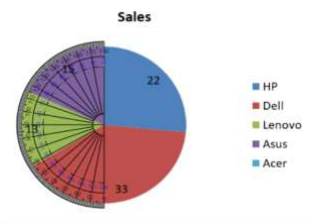 Sales
22
15
13
33
HP
Dell
Lenovo
Asus
Acer